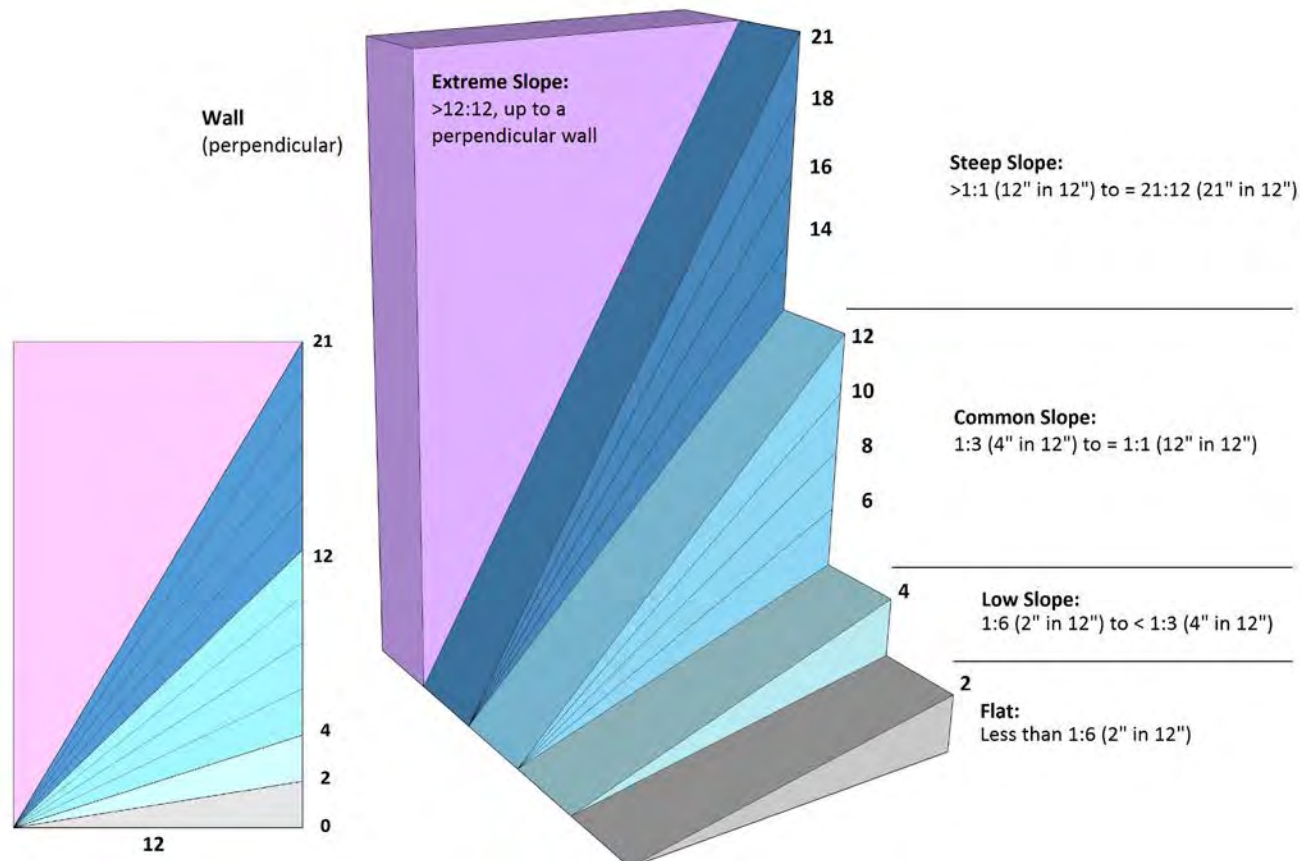 Wall
(perpendicular)
Extreme Slope:
>12:12, up to a
perpendicular wall
21
18
16
14
Steep Slope:
>1:1 (12" in 12") to = 21:12 (21" in 12")
12
10
8
6
Common Slope:
1:3 (4" in 12") to = 1:1 (12" in 12")
4
Low Slope:
1:6 (2" in 12") to < 1:3 (4" in 12")
2
Flat:
Less than 1:6 (2" in 12")
21
12
4
2
0
12